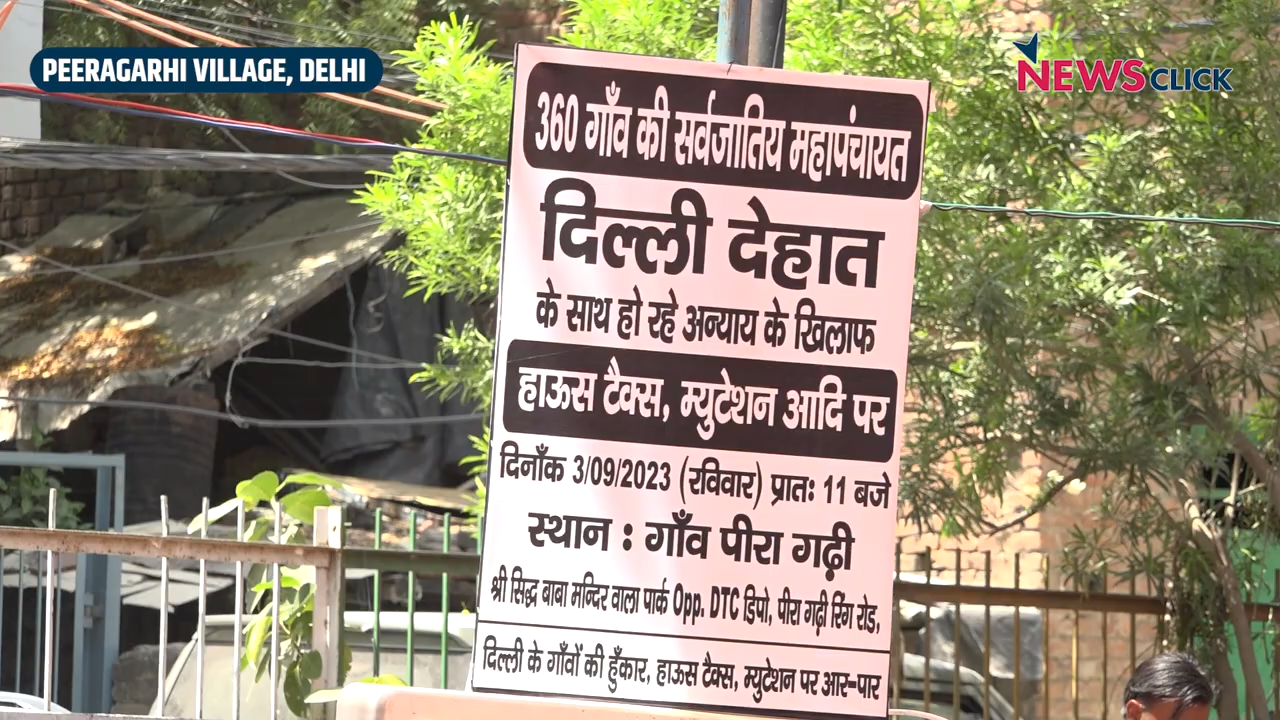 PEERAGARHI VILLAGE, DELHI
NEWSCLICK
360 गाँव की सर्वजातिय महापंचायत
दिल्ली देहात
के साथ हो रहे अन्याय के खिलाफ
हाऊस टैक्स, म्युटेशन आदि पर
दिनाँक 3/09/2023 (रविवार) प्रातः 11 बजे
स्थान : गाँव पीरा गढ़ी
श्री सिद्ध बाबा मन्दिर वाला पार्क Opp. DTC डिपो, पीरा गढ़ी रिंग रोड,
दिल्ली के गाँवों की हुँकार, हाऊस टैक्स, म्युटेशन पर आर-पार